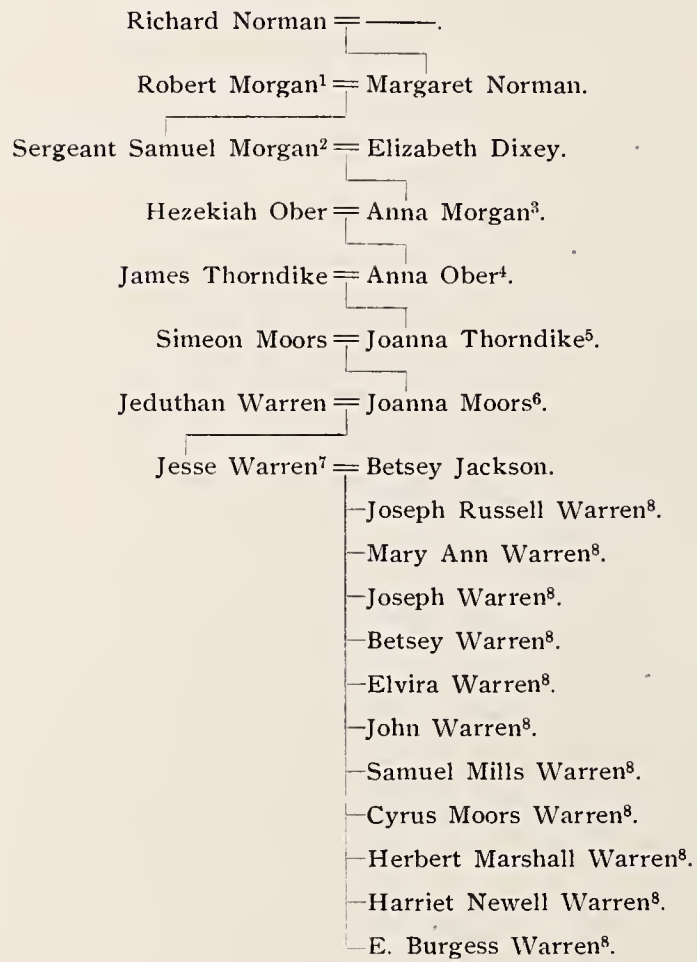 Richard Norman = ———.
Robert Morgan¹ = Margaret Norman.
Sergeant Samuel Morgan² = Elizabeth Dixey.
Hezekiah Ober = Anna Morgan³.
James Thorndike = Anna Ober⁴.
Simeon Moors = Joanna Thorndike⁵.
Jeduthan Warren = Joanna Moors⁶.
Jesse Warren⁷ = Betsey Jackson.
Joseph Russell Warren⁸.
Mary Ann Warren⁸.
Joseph Warren⁸.
Betsey Warren⁸.
Elvira Warren⁸.
John Warren⁸.
Samuel Mills Warren⁸.
Cyrus Moors Warren⁸.
Herbert Marshall Warren⁸.
Harriet Newell Warren⁸.
E. Burgess Warren⁸.